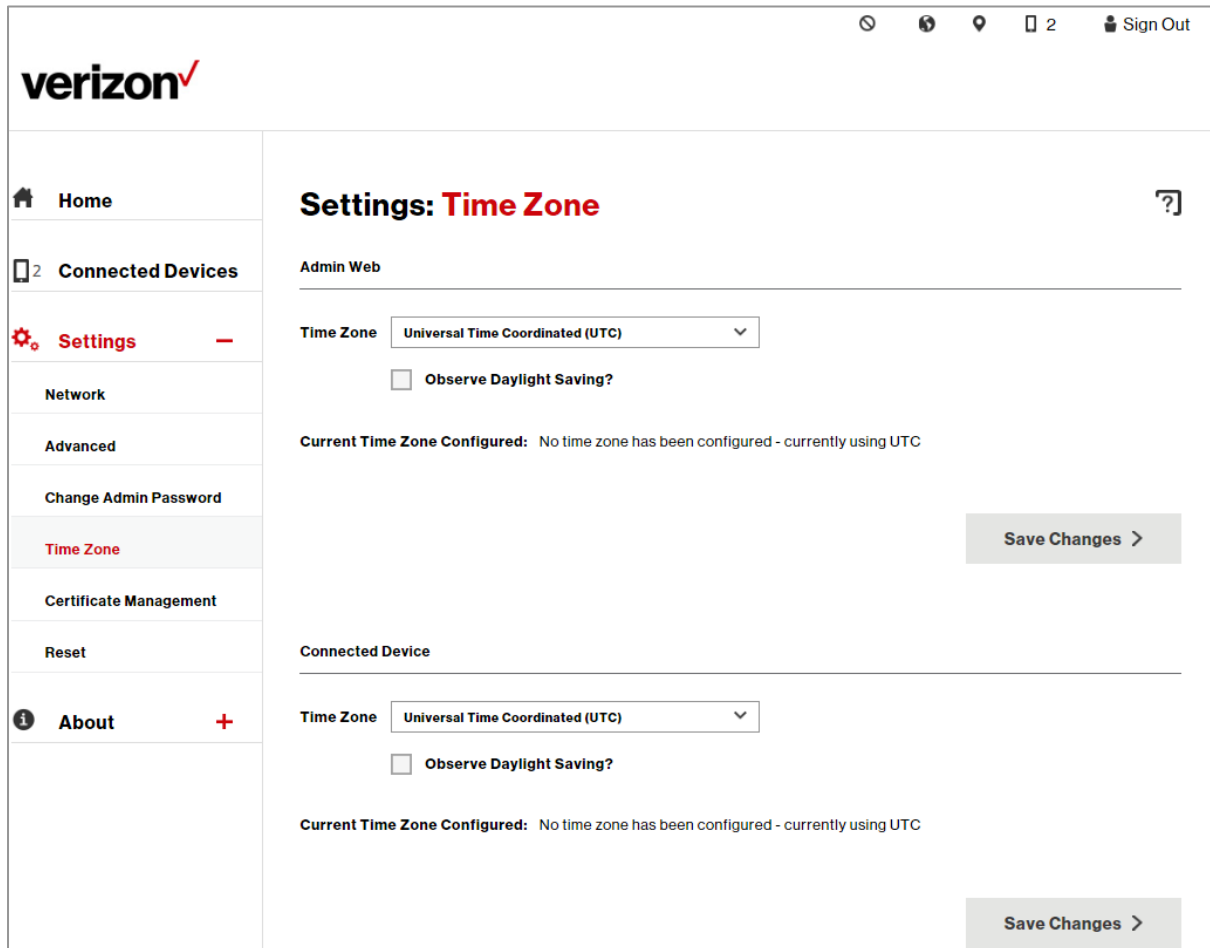 2 Sign Out
verizon
Home
2 Connected Devices
Settings
Network
Advanced
Change Admin Password
Time Zone
Certificate Management
Reset
About
Settings: Time Zone
Admin Web
Time Zone Universal Time Coordinated (UTC)
Observe Daylight Saving?
Current Time Zone Configured: No time zone has been configured - currently using UTC
Save Changes
Connected Device
Time Zone Universal Time Coordinated (UTC)
Observe Daylight Saving?
Current Time Zone Configured: No time zone has been configured - currently using UTC
Save Changes